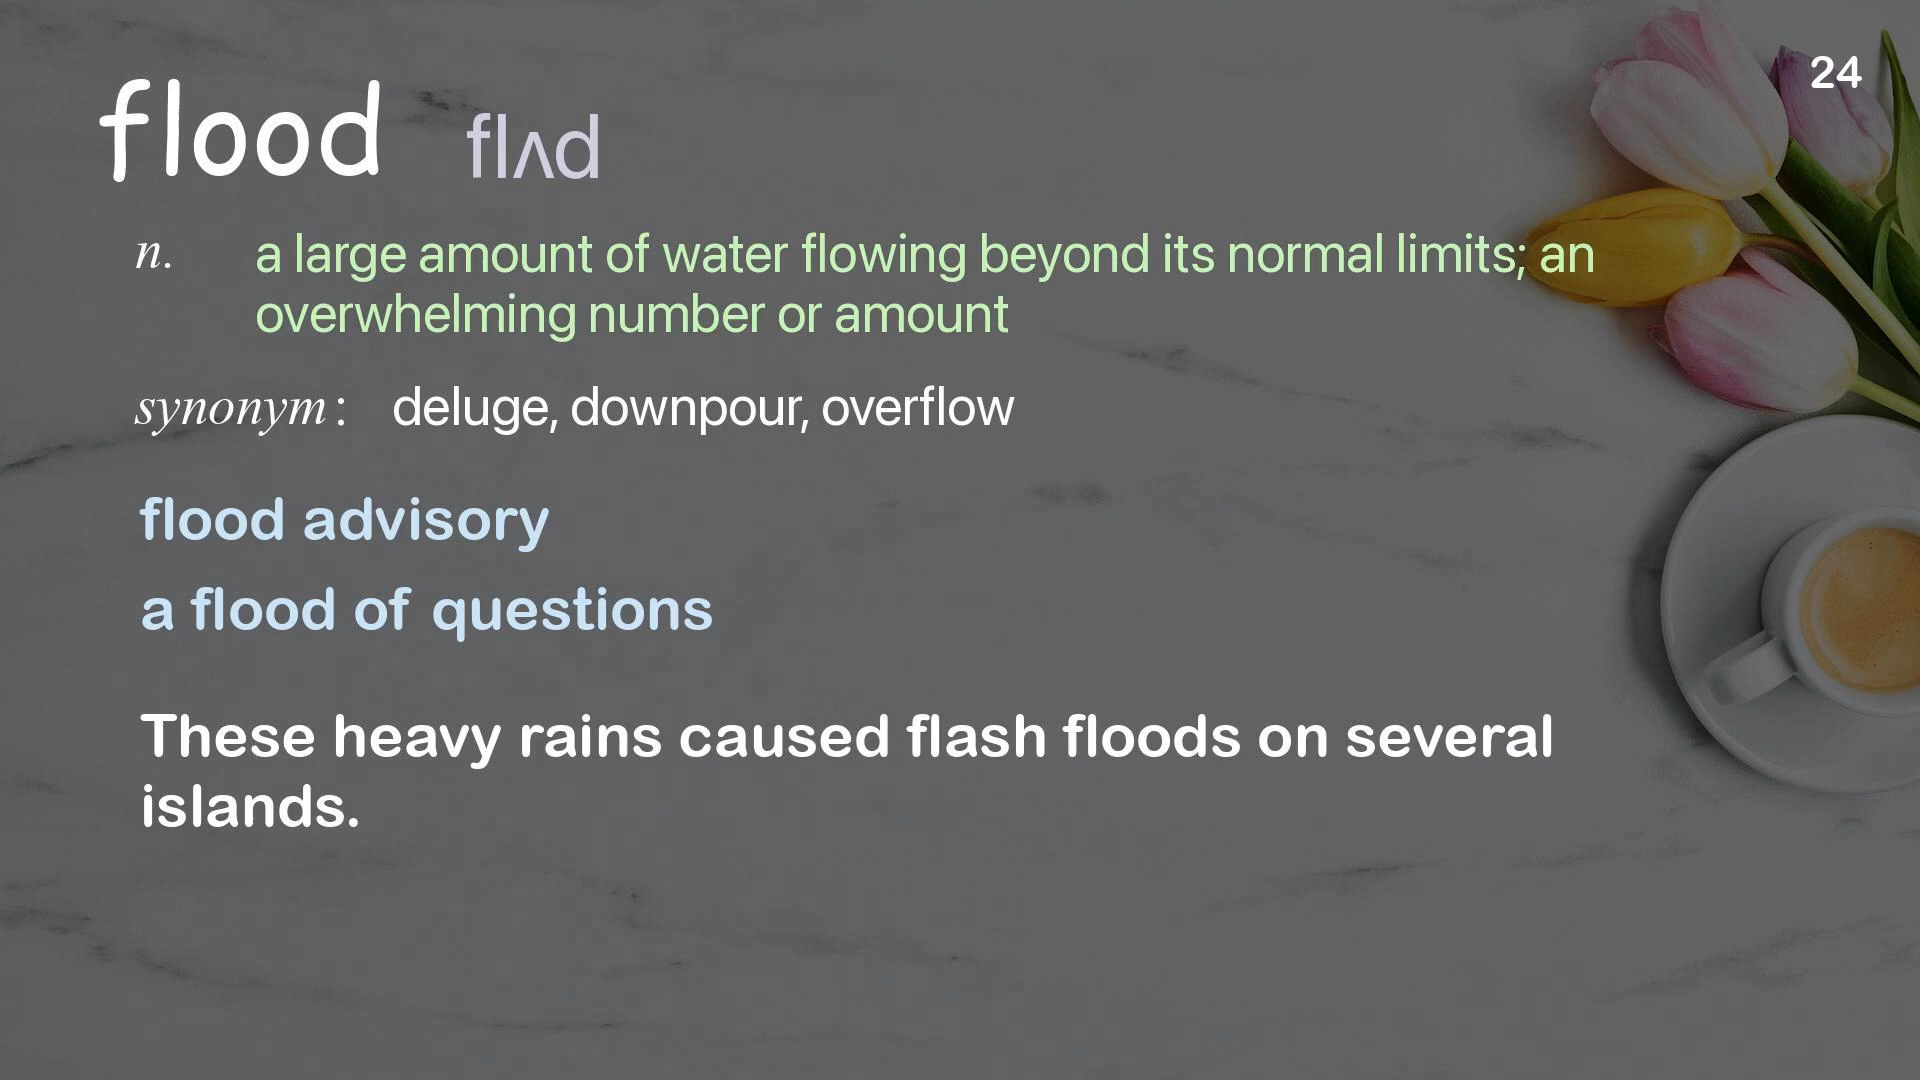 24
flood flʌd
n. a large amount of water flowing beyond its normal limits; an
overwhelming number or amount
synonym: deluge, downpour, overflow
flood advisory
a flood of questions
These heavy rains caused flash floods on several
islands.